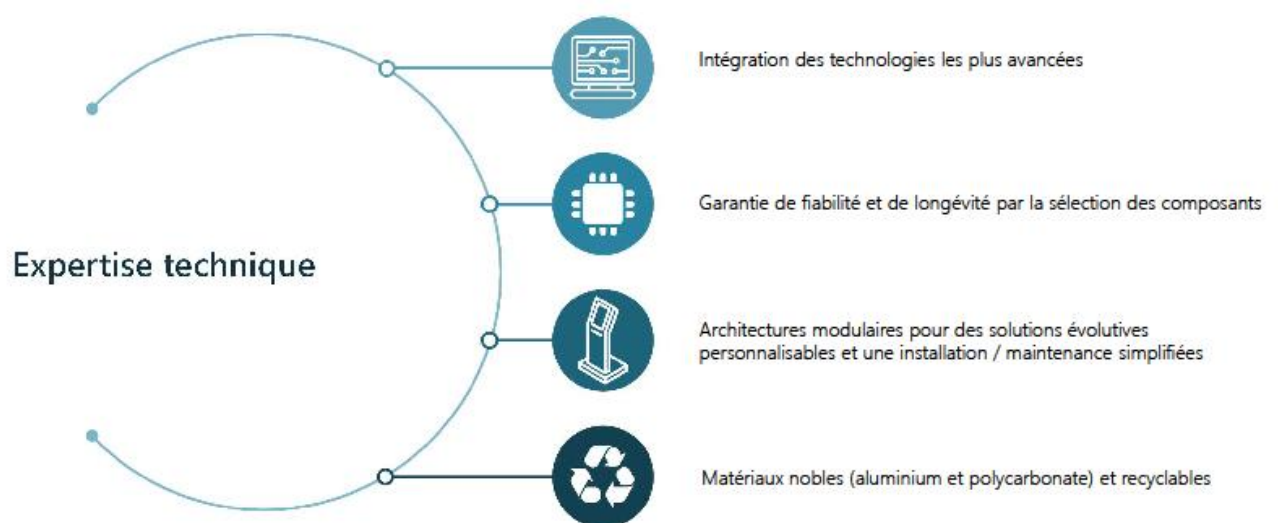 Intégration des technologies les plus avancées
Garantie de fiabilité et de longévité par la sélection des composants
Expertise technique
Architectures modulaires pour des solutions évolutives
personnalisables et une installation / maintenance simplifiées
Matériaux nobles (aluminium et polycarbonate) et recyclables